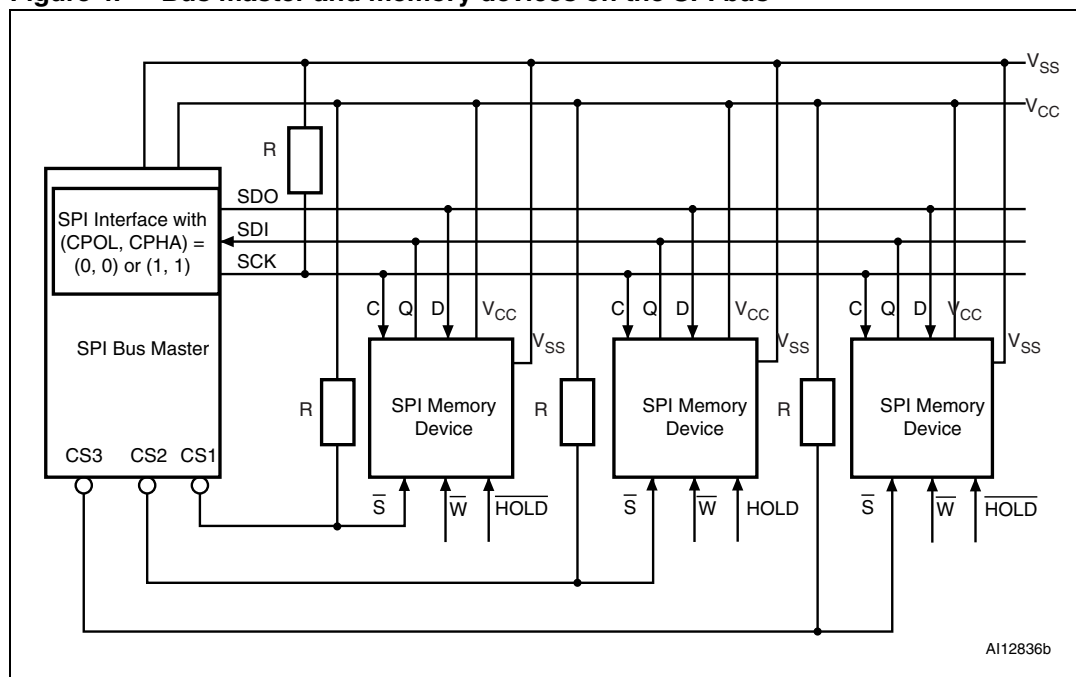 Figure 4. Bus Master and memory devices on the SPI bus
VSS
VCC
R
SDO
SPI Interface with
(CPOL, CPHA) =
(0, 0) or (1, 1)
SDI
SCK
C Q D VCC
C Q D VCC
C Q D VCC
SPI Bus Master
VSS
VSS
VSS
R
SPI Memory
Device
R
SPI Memory
Device
R
SPI Memory
Device
CS3 CS2 CS1
S̅ W̅ H̅O̅L̅D̅
S̅ W̅ HOLD
S̅ W̅ H̅O̅L̅D̅
AI12836b